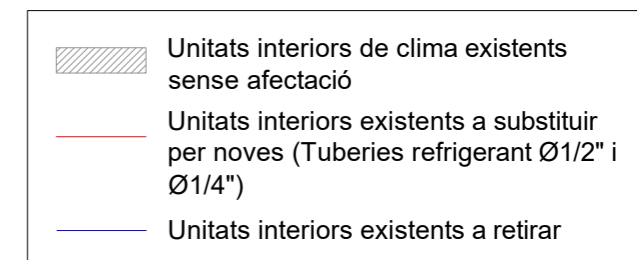 Unitats interiors de clima existents
sense afectació
Unitats interiors existents a substituir
per noves (Tuberies refrigerant Ø1/2" i
Ø1/4")
Unitats interiors existents a retirar